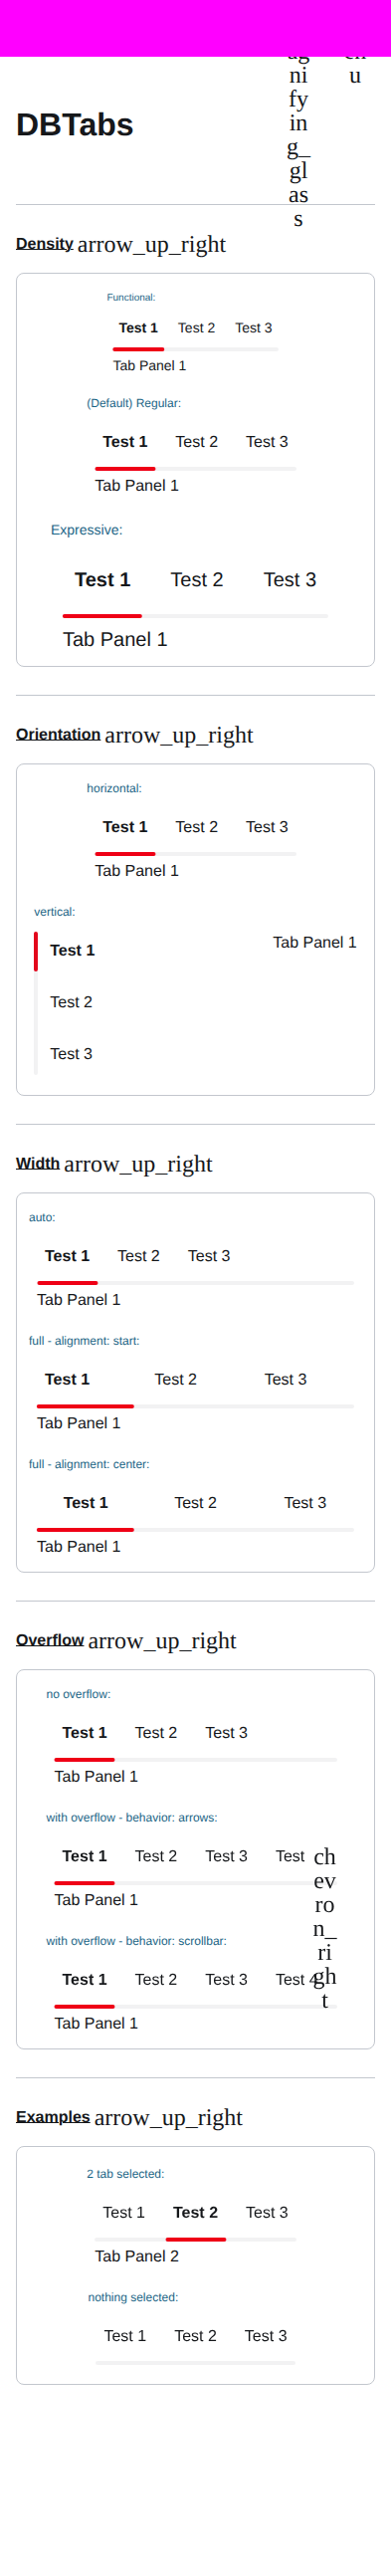 ni
fy
in
g_
gl
as
s
u
DBTabs
Density arrow_up_right
Functional:
Test 1 Test 2 Test 3
Tab Panel 1
(Default) Regular:
Test 1 Test 2 Test 3
Tab Panel 1
Expressive:
Test 1 Test 2 Test 3
Tab Panel 1
Orientation arrow_up_right
horizontal:
Test 1 Test 2 Test 3
Tab Panel 1
vertical:
Test 1 Tab Panel 1
Test 2
Test 3
Width arrow_up_right
auto:
Test 1 Test 2 Test 3
Tab Panel 1
full - alignment: start:
Test 1 Test 2 Test 3
Tab Panel 1
full - alignment: center:
Test 1 Test 2 Test 3
Tab Panel 1
Overflow arrow_up_right
no overflow:
Test 1 Test 2 Test 3
Tab Panel 1
with overflow - behavior: arrows:
Test 1 Test 2 Test 3 Test
ch
ev
ro
n_
ri
gh
t
Tab Panel 1
with overflow - behavior: scrollbar:
Test 1 Test 2 Test 3 Test 4
Tab Panel 1
Examples arrow_up_right
2 tab selected:
Test 1 Test 2 Test 3
Tab Panel 2
nothing selected:
Test 1 Test 2 Test 3